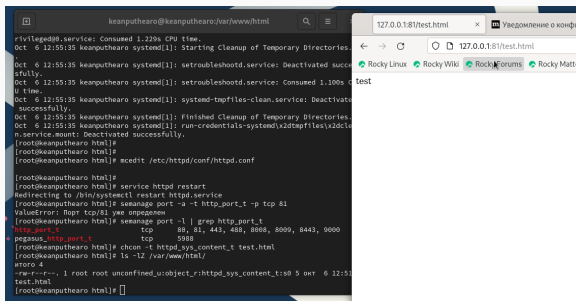 keanputhearo@keanputhearo:/var/www/html
rivileged@0.service: Consumed 1.229s CPU time.
Oct  6 12:55:35 keanputhearo systemd[1]: Starting Cleanup of Temporary Directories.
.
Oct  6 12:55:35 keanputhearo systemd[1]: setroubleshootd.service: Deactivated succe
sfully.
Oct  6 12:55:35 keanputhearo systemd[1]: setroubleshootd.service: Consumed 1.100s C
U time.
Oct  6 12:55:35 keanputhearo systemd[1]: systemd-tmpfiles-clean.service: Deactivate
successfully.
Oct  6 12:55:35 keanputhearo systemd[1]: Finished Cleanup of Temporary Directories.
Oct  6 12:55:35 keanputhearo systemd[1]: run-credentials-systemd\x2dtmpfiles\x2dcle
n.service.mount: Deactivated successfully.
[root@keanputhearo html]#
[root@keanputhearo html]#
[root@keanputhearo html]# mcedit /etc/httpd/conf/httpd.conf
[root@keanputhearo html]#
[root@keanputhearo html]# service httpd restart
Redirecting to /bin/systemctl restart httpd.service
[root@keanputhearo html]# semanage port -a -t http_port_t -p tcp 81
ValueError: Порт tcp/81 уже определен
[root@keanputhearo html]# semanage port -l | grep http_port_t
http_port_t                    tcp      80, 81, 443, 488, 8008, 8009, 8443, 9000
pegasus_http_port_t            tcp      5988
[root@keanputhearo html]# chcon -t httpd_sys_content_t test.html
[root@keanputhearo html]# ls -lZ /var/www/html/
итого 4
-rw-r--r--. 1 root root unconfined_u:object_r:httpd_sys_content_t:s0 5 окт  6 12:51
test.html
[root@keanputhearo html]#
127.0.0.1:81/test.html
Уведомление о конфи
127.0.0.1:81/test.html
Rocky Linux
Rocky Wiki
Rocky Forums
Rocky Matt
test